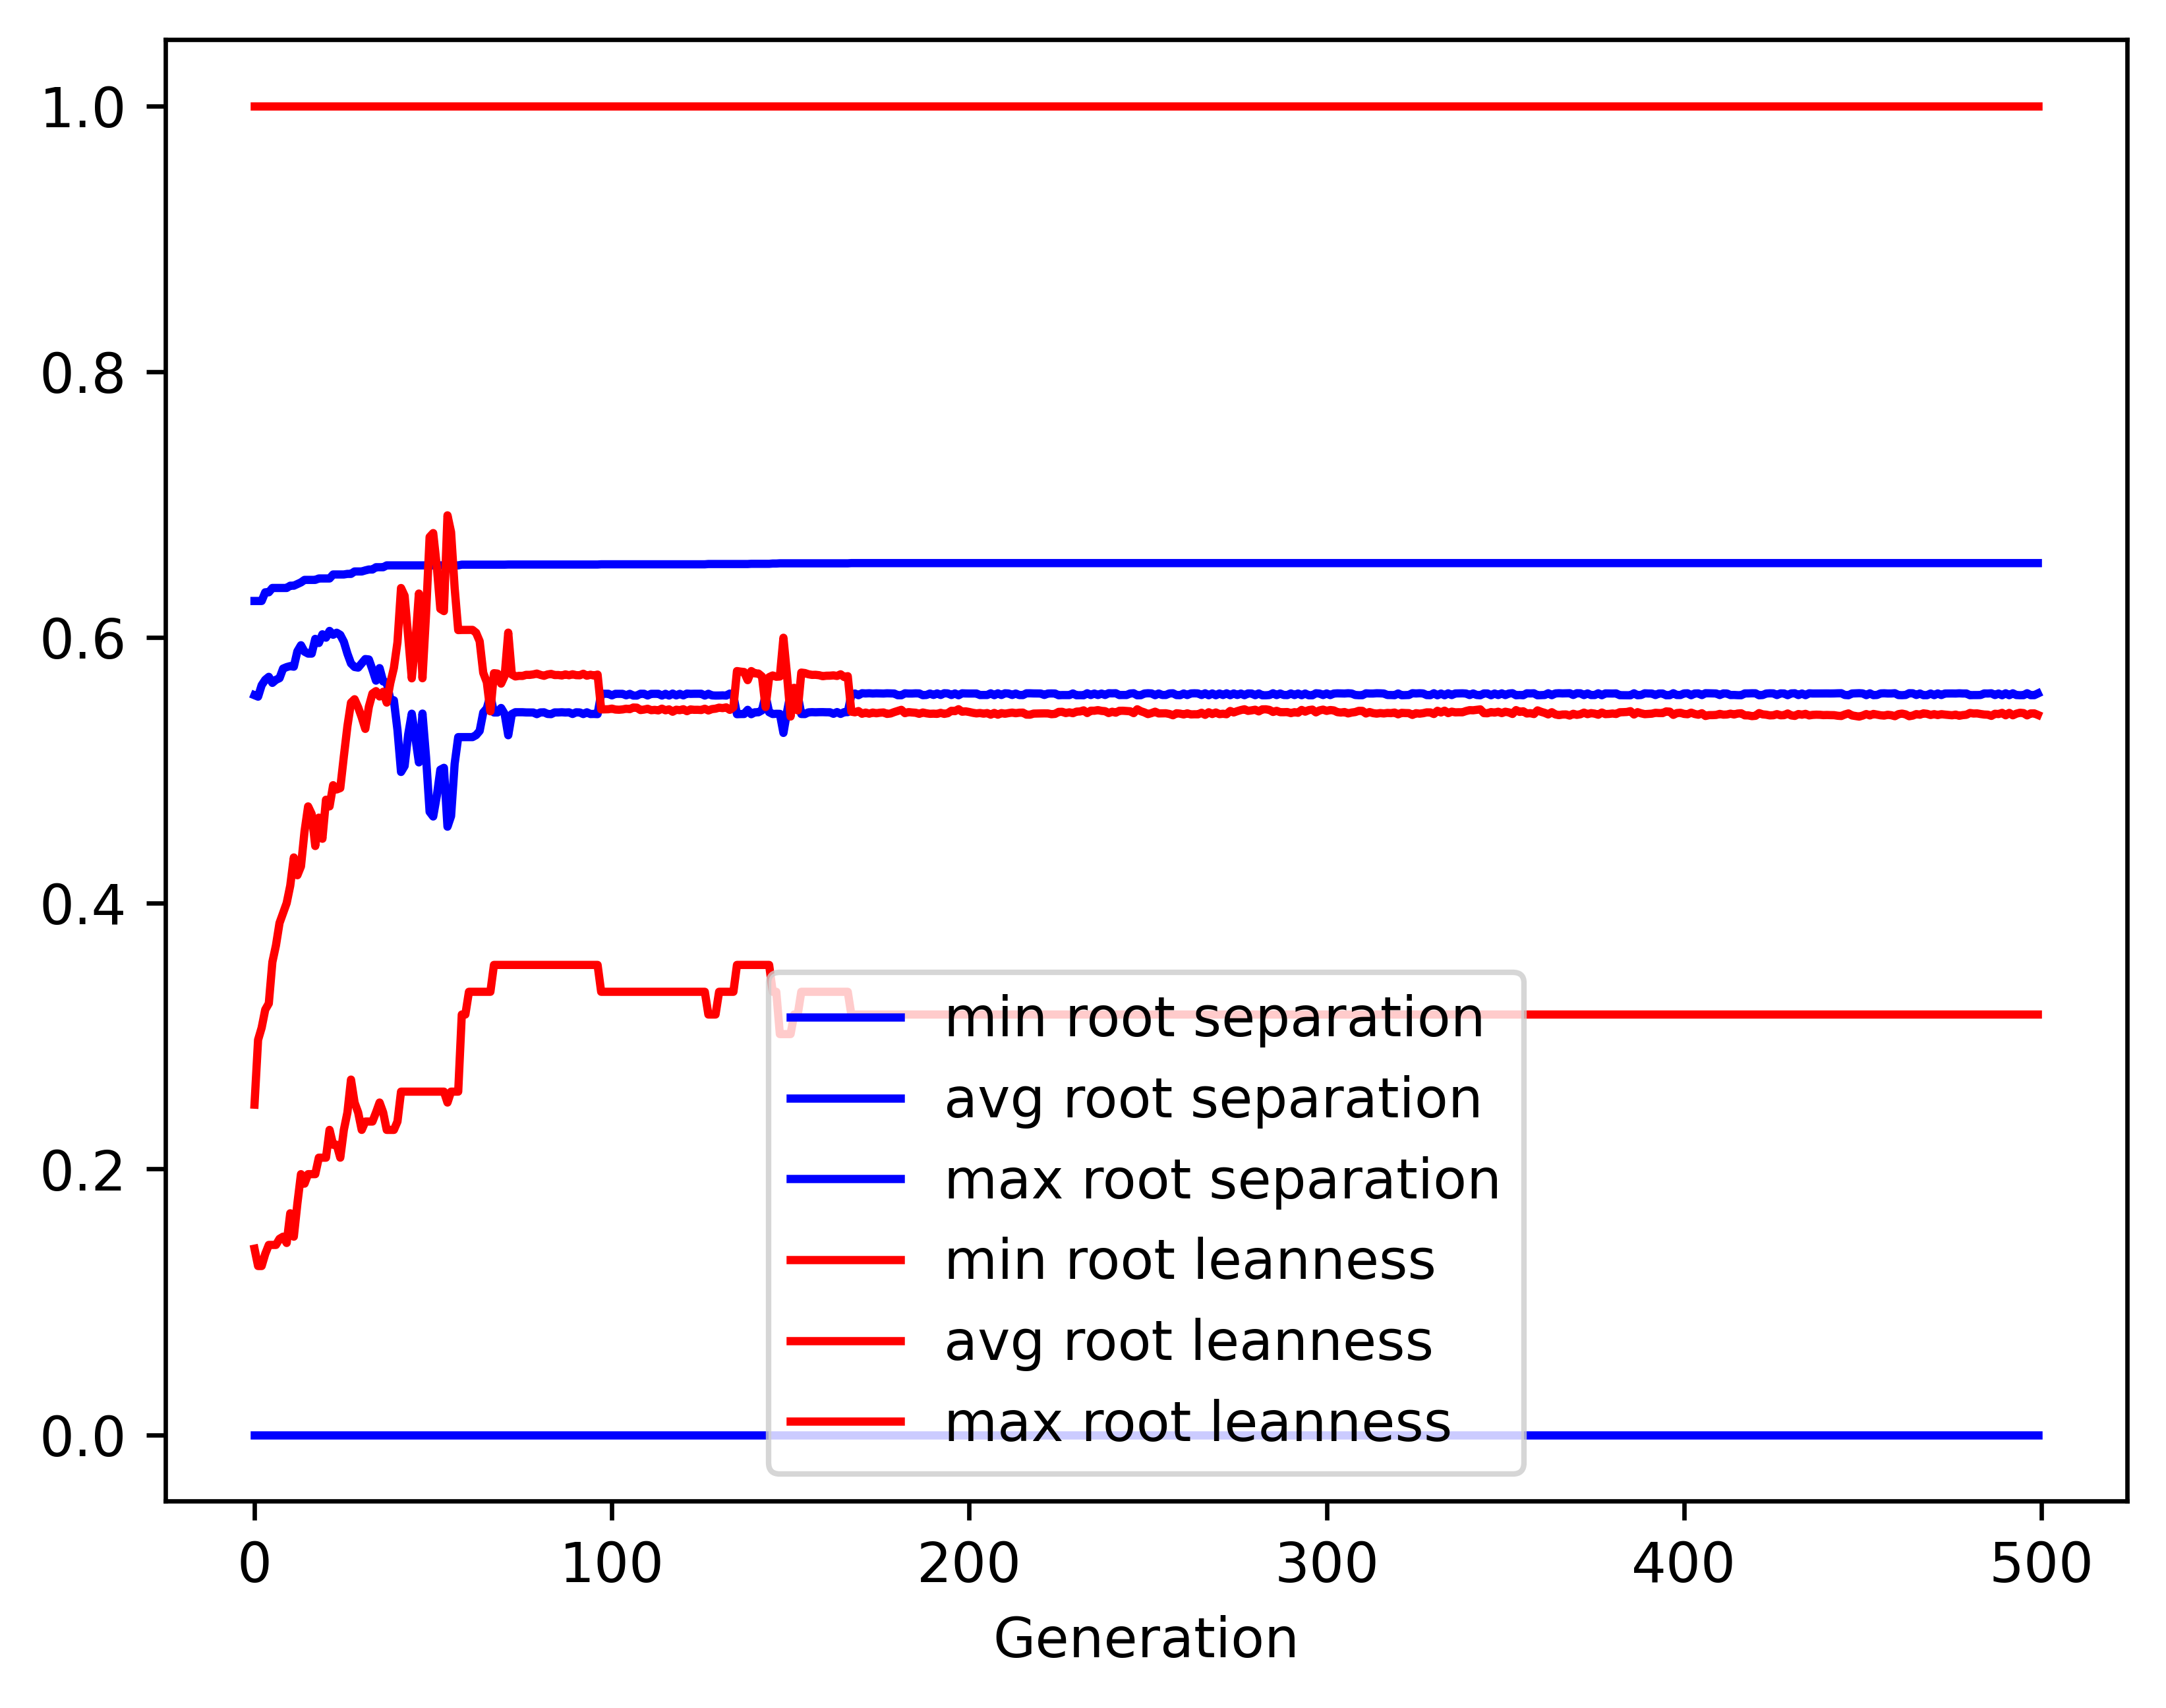 1.0
0.8
0.6
0.4
0.2
0.0
min root separation
avg root separation
max root separation
min root leanness
avg root leanness
max root leanness
0 100 200 300 400 500
Generation